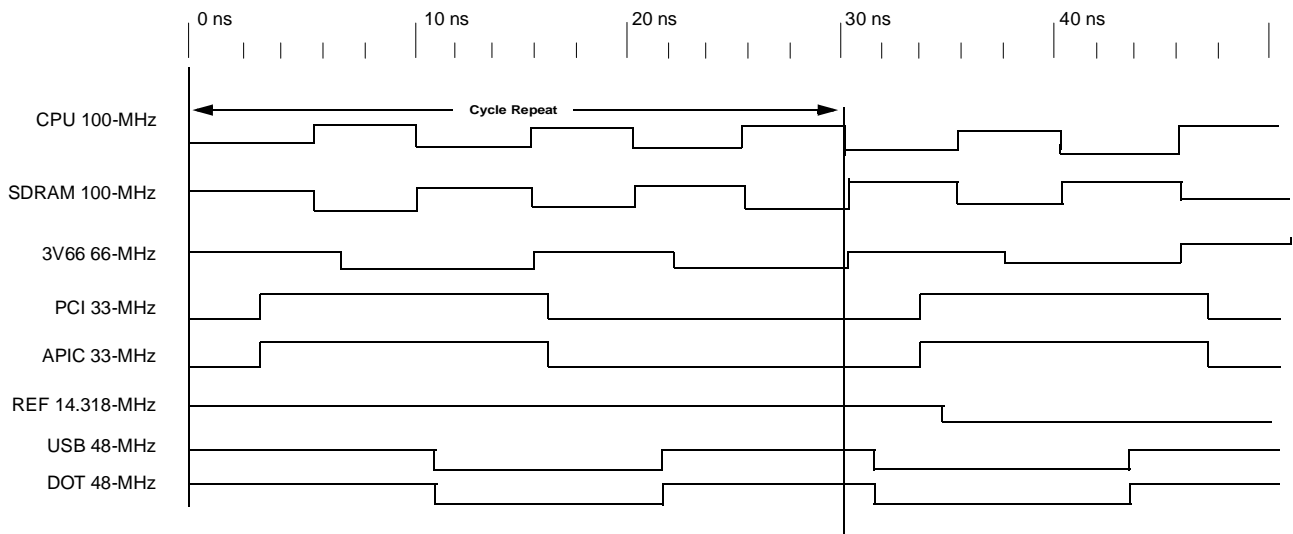 0 ns 10 ns 20 ns 30 ns 40 ns
Cycle Repeat
CPU 100-MHz
SDRAM 100-MHz
3V66 66-MHz
PCI 33-MHz
APIC 33-MHz
REF 14.318-MHz
USB 48-MHz
DOT 48-MHz